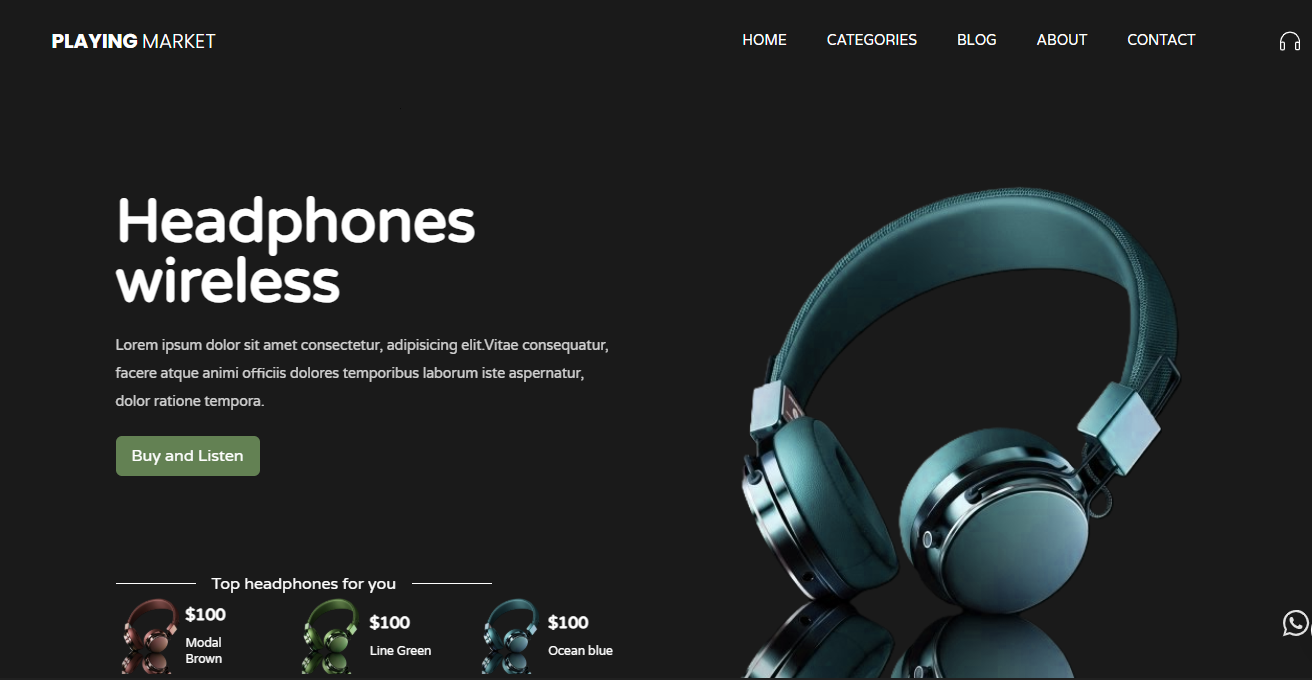 PLAYING MARKET
HOME
CATEGORIES
BLOG
ABOUT
CONTACT
Headphones
wireless
Lorem ipsum dolor sit amet consectetur, adipisicing elit.Vitae consequatur,
facere atque animi officiis dolores temporibus laborum iste aspernatur,
dolor ratione tempora.
Buy and Listen
Top headphones for you
$100
Modal
Brown
$100
Line Green
$100
Ocean blue